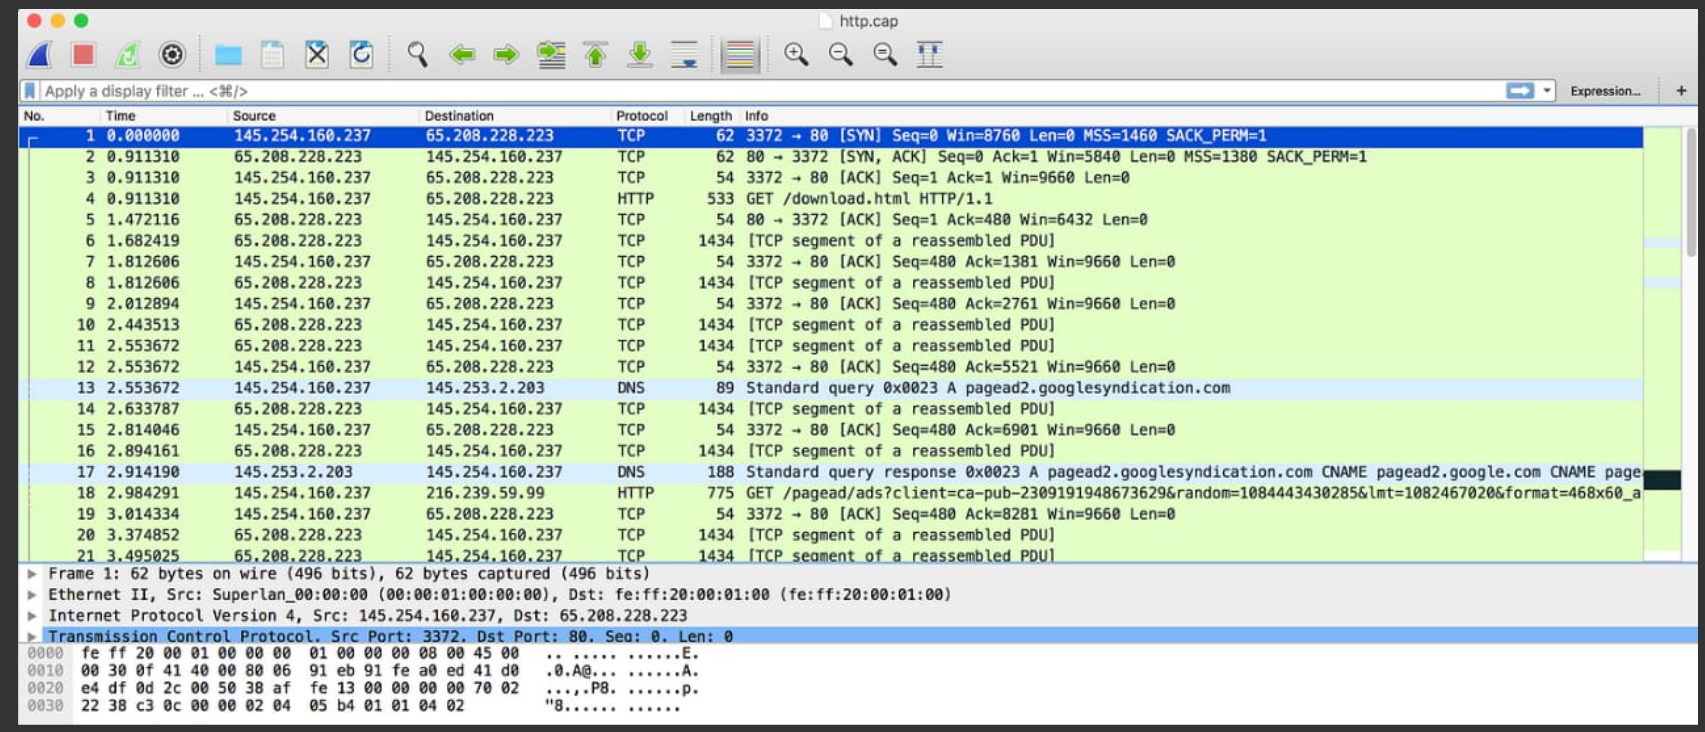 http.cap
Apply a display filter ... <⌘/>
Expression...
+
No. Time Source Destination Protocol Length Info
1 0.000000 145.254.160.237 65.208.228.223 TCP 62 3372 → 80 [SYN] Seq=0 Win=8760 Len=0 MSS=1460 SACK_PERM=1
2 0.911310 65.208.228.223 145.254.160.237 TCP 62 80 → 3372 [SYN, ACK] Seq=0 Ack=1 Win=5840 Len=0 MSS=1380 SACK_PERM=1
3 0.911310 145.254.160.237 65.208.228.223 TCP 54 3372 → 80 [ACK] Seq=1 Ack=1 Win=9660 Len=0
4 0.911310 145.254.160.237 65.208.228.223 HTTP 533 GET /download.html HTTP/1.1
5 1.472116 65.208.228.223 145.254.160.237 TCP 54 80 → 3372 [ACK] Seq=1 Ack=480 Win=6432 Len=0
6 1.682419 65.208.228.223 145.254.160.237 TCP 1434 [TCP segment of a reassembled PDU]
7 1.812606 145.254.160.237 65.208.228.223 TCP 54 3372 → 80 [ACK] Seq=480 Ack=1381 Win=9660 Len=0
8 1.812606 65.208.228.223 145.254.160.237 TCP 1434 [TCP segment of a reassembled PDU]
9 2.012894 145.254.160.237 65.208.228.223 TCP 54 3372 → 80 [ACK] Seq=480 Ack=2761 Win=9660 Len=0
10 2.443513 65.208.228.223 145.254.160.237 TCP 1434 [TCP segment of a reassembled PDU]
11 2.553672 65.208.228.223 145.254.160.237 TCP 1434 [TCP segment of a reassembled PDU]
12 2.553672 145.254.160.237 65.208.228.223 TCP 54 3372 → 80 [ACK] Seq=480 Ack=5521 Win=9660 Len=0
13 2.553672 145.254.160.237 145.253.2.203 DNS 89 Standard query 0x0023 A pagead2.googlesyndication.com
14 2.633787 65.208.228.223 145.254.160.237 TCP 1434 [TCP segment of a reassembled PDU]
15 2.814046 145.254.160.237 65.208.228.223 TCP 54 3372 → 80 [ACK] Seq=480 Ack=6901 Win=9660 Len=0
16 2.894161 65.208.228.223 145.254.160.237 TCP 1434 [TCP segment of a reassembled PDU]
17 2.914190 145.253.2.203 145.254.160.237 DNS 188 Standard query response 0x0023 A pagead2.googlesyndication.com CNAME pagead2.google.com CNAME page
18 2.984291 145.254.160.237 216.239.59.99 HTTP 775 GET /pagead/ads?client=ca-pub-2309191948673629&random=1084443430285&lmt=1082467020&format=468x60_a
19 3.014334 145.254.160.237 65.208.228.223 TCP 54 3372 → 80 [ACK] Seq=480 Ack=8281 Win=9660 Len=0
20 3.374852 65.208.228.223 145.254.160.237 TCP 1434 [TCP segment of a reassembled PDU]
21 3.495025 65.208.228.223 145.254.160.237 TCP 1434 [TCP segment of a reassembled PDU]
Frame 1: 62 bytes on wire (496 bits), 62 bytes captured (496 bits)
Ethernet II, Src: Superlan_00:00:00 (00:00:01:00:00:00), Dst: fe:ff:20:00:01:00 (fe:ff:20:00:01:00)
Internet Protocol Version 4, Src: 145.254.160.237, Dst: 65.208.228.223
Transmission Control Protocol, Src Port: 3372, Dst Port: 80, Seq: 0, Len: 0
0000 fe ff 20 00 01 00 00 00 01 00 00 00 08 00 45 00 .. ..... ......E.
0010 00 30 0f 41 40 00 80 06 91 eb 91 fe a0 ed 41 d0 .0.A@... ......A.
0020 e4 df 0d 2c 00 50 38 af fe 13 00 00 00 00 70 02 ...,.P8. ......p.
0030 22 38 c3 0c 00 00 02 04 05 b4 01 01 04 02 "8...... ......